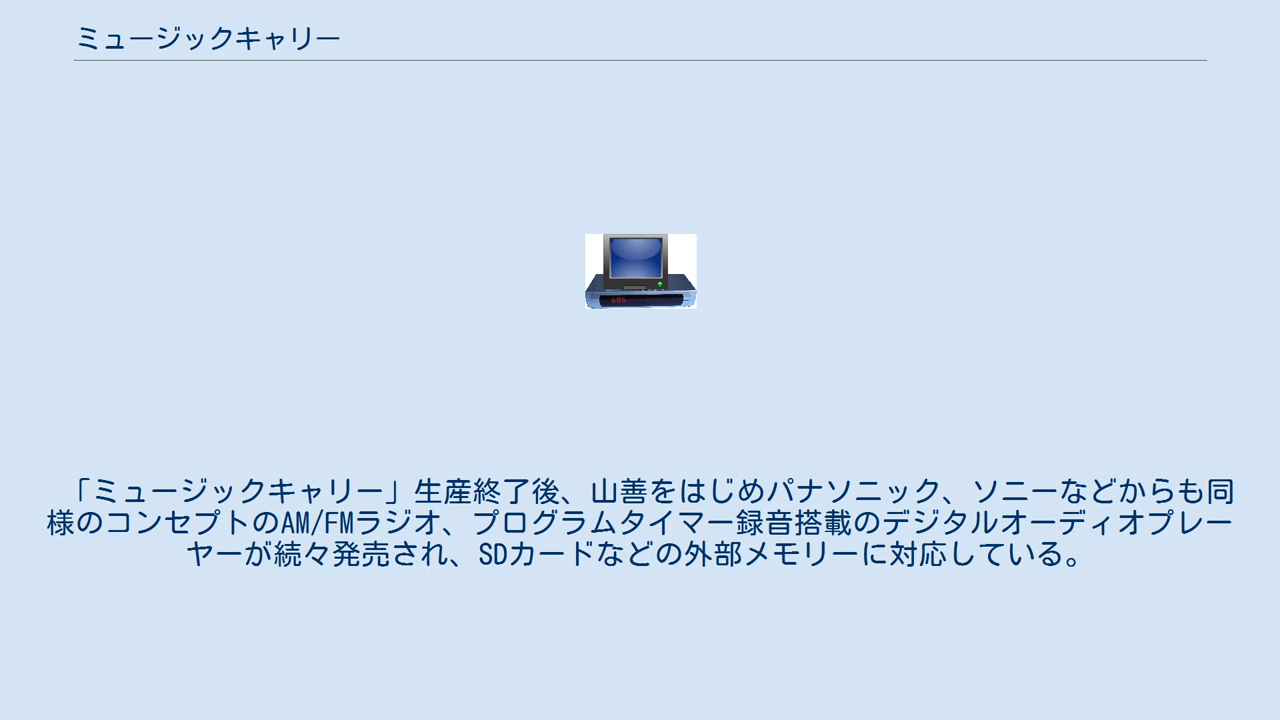 ミュージックキャリー
「ミュージックキャリー」生産終了後、山善をはじめパナソニック、ソニーなどからも同
様のコンセプトのAM/FMラジオ、プログラムタイマー録音搭載のデジタルオーディオプレー
ヤーが続々発売され、SDカードなどの外部メモリーに対応している。